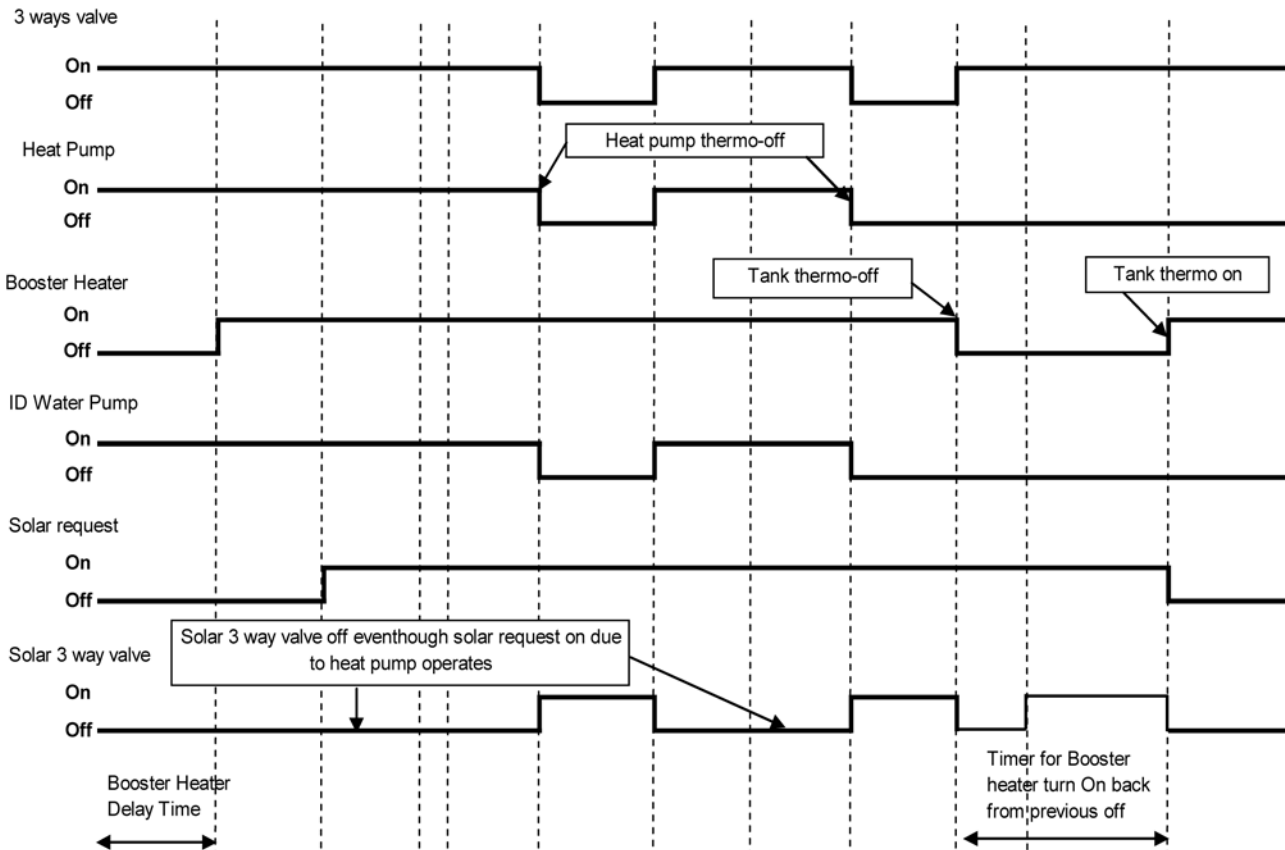 3 ways valve
On
Off
Heat Pump
Heat pump thermo-off
On
Off
Booster Heater
Tank thermo-off
Tank thermo on
On
Off
ID Water Pump
On
Off
Solar request
On
Off
Solar 3 way valve off eventhough solar request on due
to heat pump operates
Solar 3 way valve
On
Off
Booster Heater
Delay Time
Timer for Booster
heater turn On back
from previous off